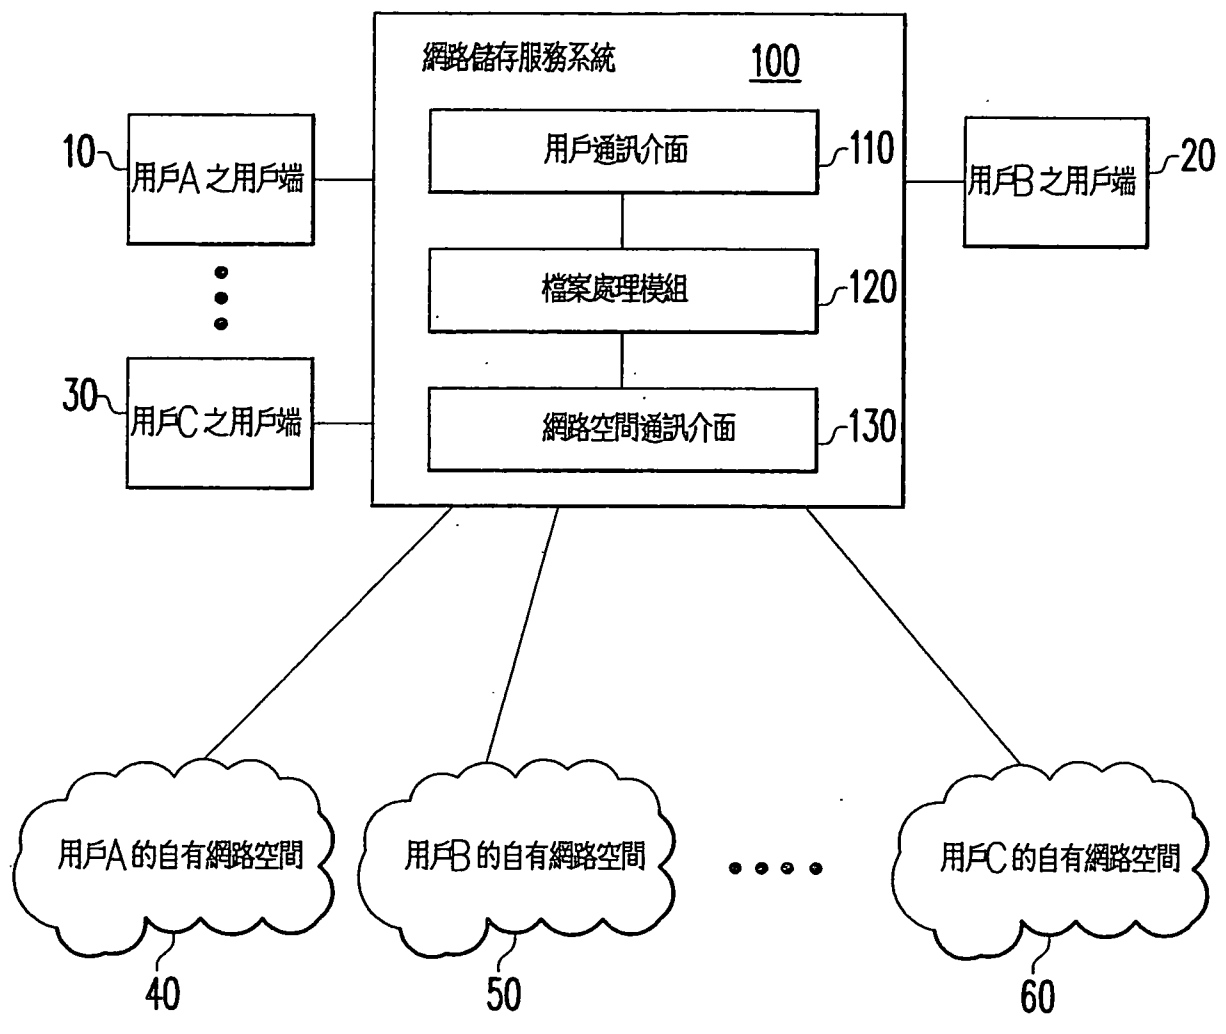 網路儲存服務系統
100
用戶通訊介面
110
檔案處理模組
120
網路空間通訊介面
130
10
用戶A之用戶端
用戶B之用戶端
20
30
用戶C之用戶端
用戶A的自有網路空間
用戶B的自有網路空間
用戶C的自有網路空間
40
50
60